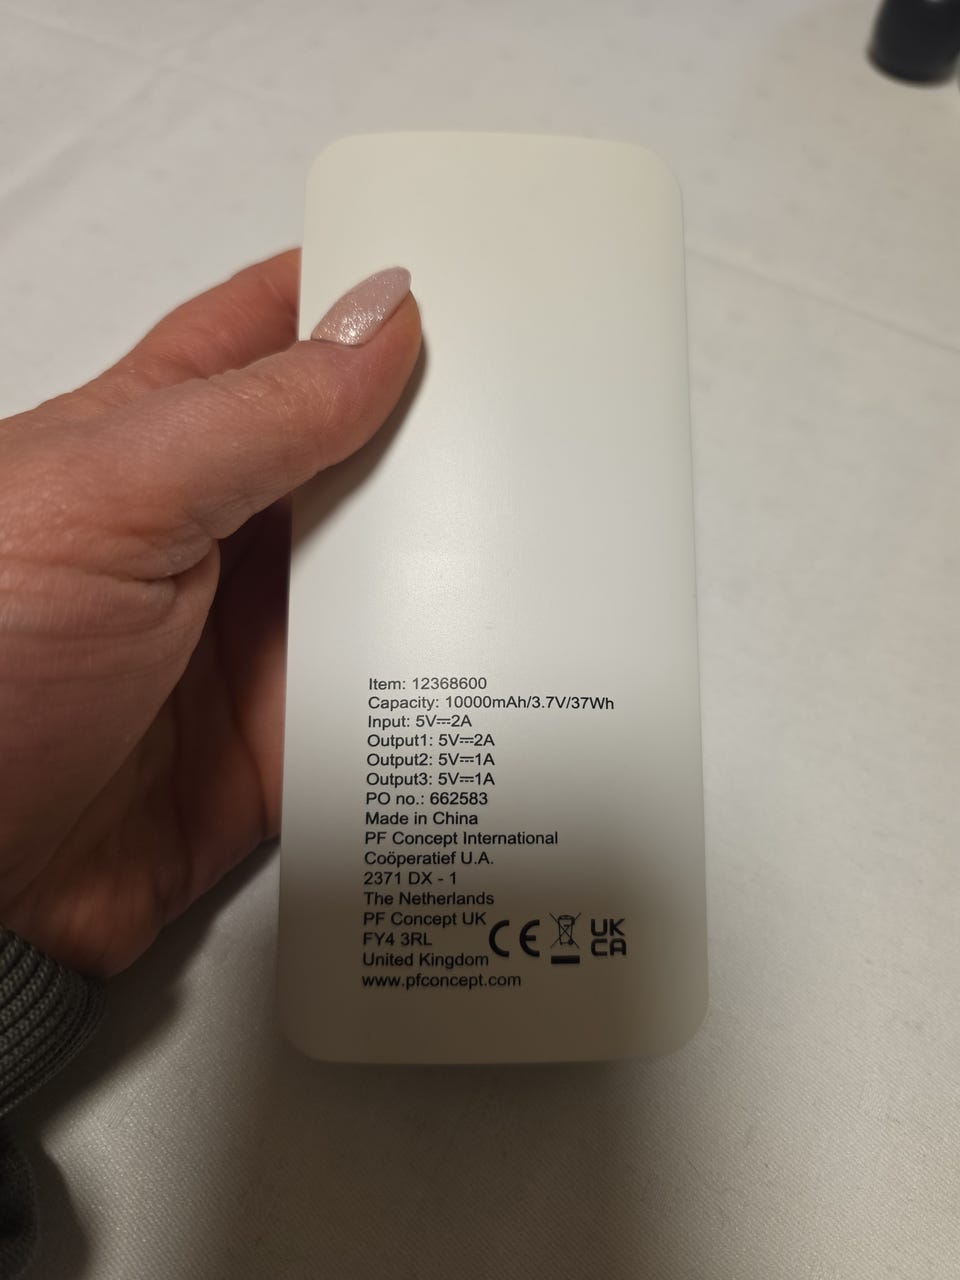 Item: 12368600
Capacity: 10000mAh/3.7V/37Wh
Input: 5V⎓2A
Output1: 5V⎓2A
Output2: 5V⎓1A
Output3: 5V⎓1A
PO no.: 662583
Made in China
PF Concept International
Coöperatief U.A.
2371 DX - 1
The Netherlands
PF Concept UK
FY4 3RL
United Kingdom
www.pfconcept.com
CE
UK
CA